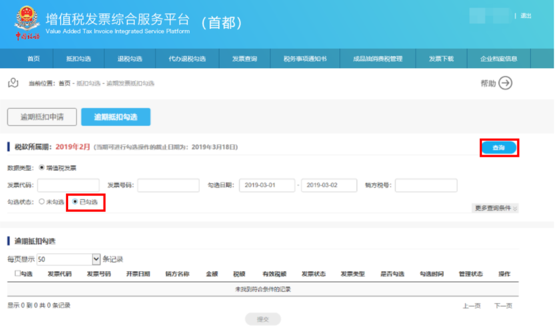 增值税发票综合服务平台 （首都）
Value Added Tax Invoice Integrated Service Platform
退出
首页 抵扣勾选 退税勾选 代办退税勾选 发票查询 税务事项通知书 成品油消费税管理 发票下载 企业档案信息
当前位置：首页 - 抵扣勾选 - 逾期发票抵扣勾选 帮助
逾期抵扣申请 逾期抵扣勾选
税款所属期：2019年2月 (当期可进行勾选操作的截止日期为：2019年3月18日) 查询
数据类型： 增值税发票
发票代码： 发票号码： 勾选日期： 2019-03-01 - 2019-03-02 销方税号：
勾选状态： 未勾选 已勾选 更多查询条件
逾期抵扣勾选
每页显示 50 条记录
勾选 发票代码 发票号码 开票日期 销方名称 金额 税额 有效税额 发票状态 发票类型 是否勾选 勾选时间 管理状态 操作
未找到符合条件的记录
显示 0 到 0 共 0 条记录 上一页 下一页
提交